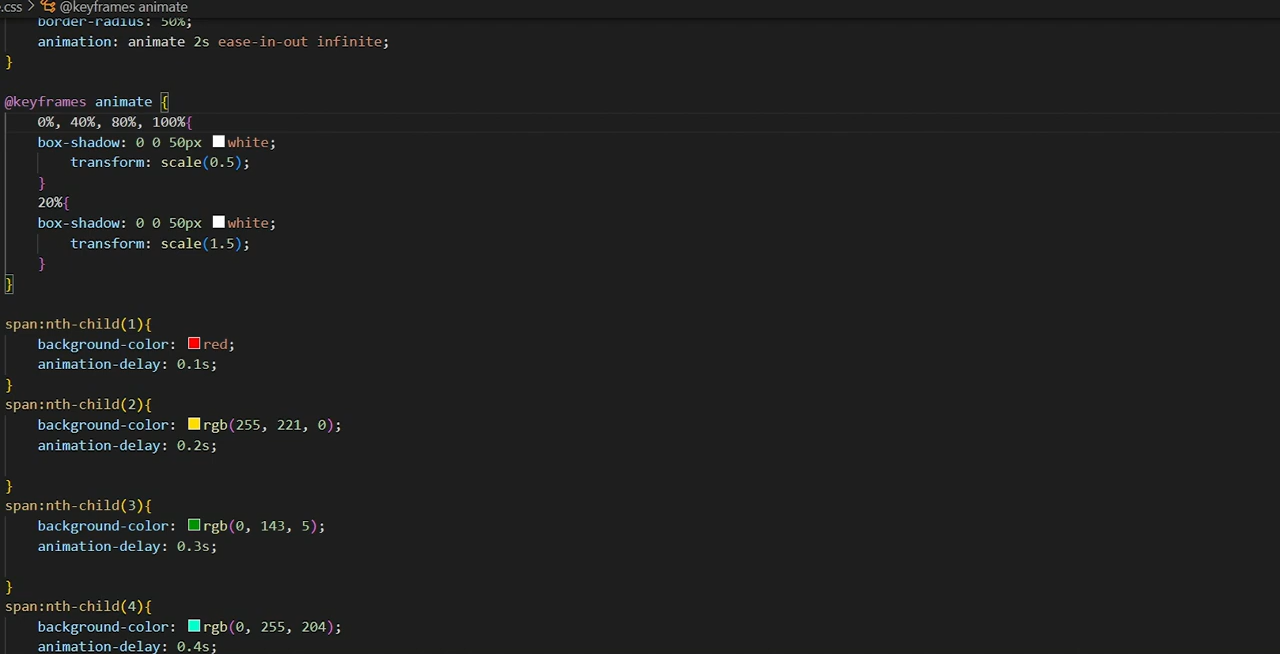 .css > @keyframes animate
border-radius: 50%;
animation: animate 2s ease-in-out infinite;
}
@keyframes animate {
0%, 40%, 80%, 100%{
box-shadow: 0 0 50px white;
transform: scale(0.5);
}
20%{
box-shadow: 0 0 50px white;
transform: scale(1.5);
}
}
span:nth-child(1){
background-color: red;
animation-delay: 0.1s;
}
span:nth-child(2){
background-color: rgb(255, 221, 0);
animation-delay: 0.2s;
}
span:nth-child(3){
background-color: rgb(0, 143, 5);
animation-delay: 0.3s;
}
span:nth-child(4){
background-color: rgb(0, 255, 204);
animation-delay: 0.4s;